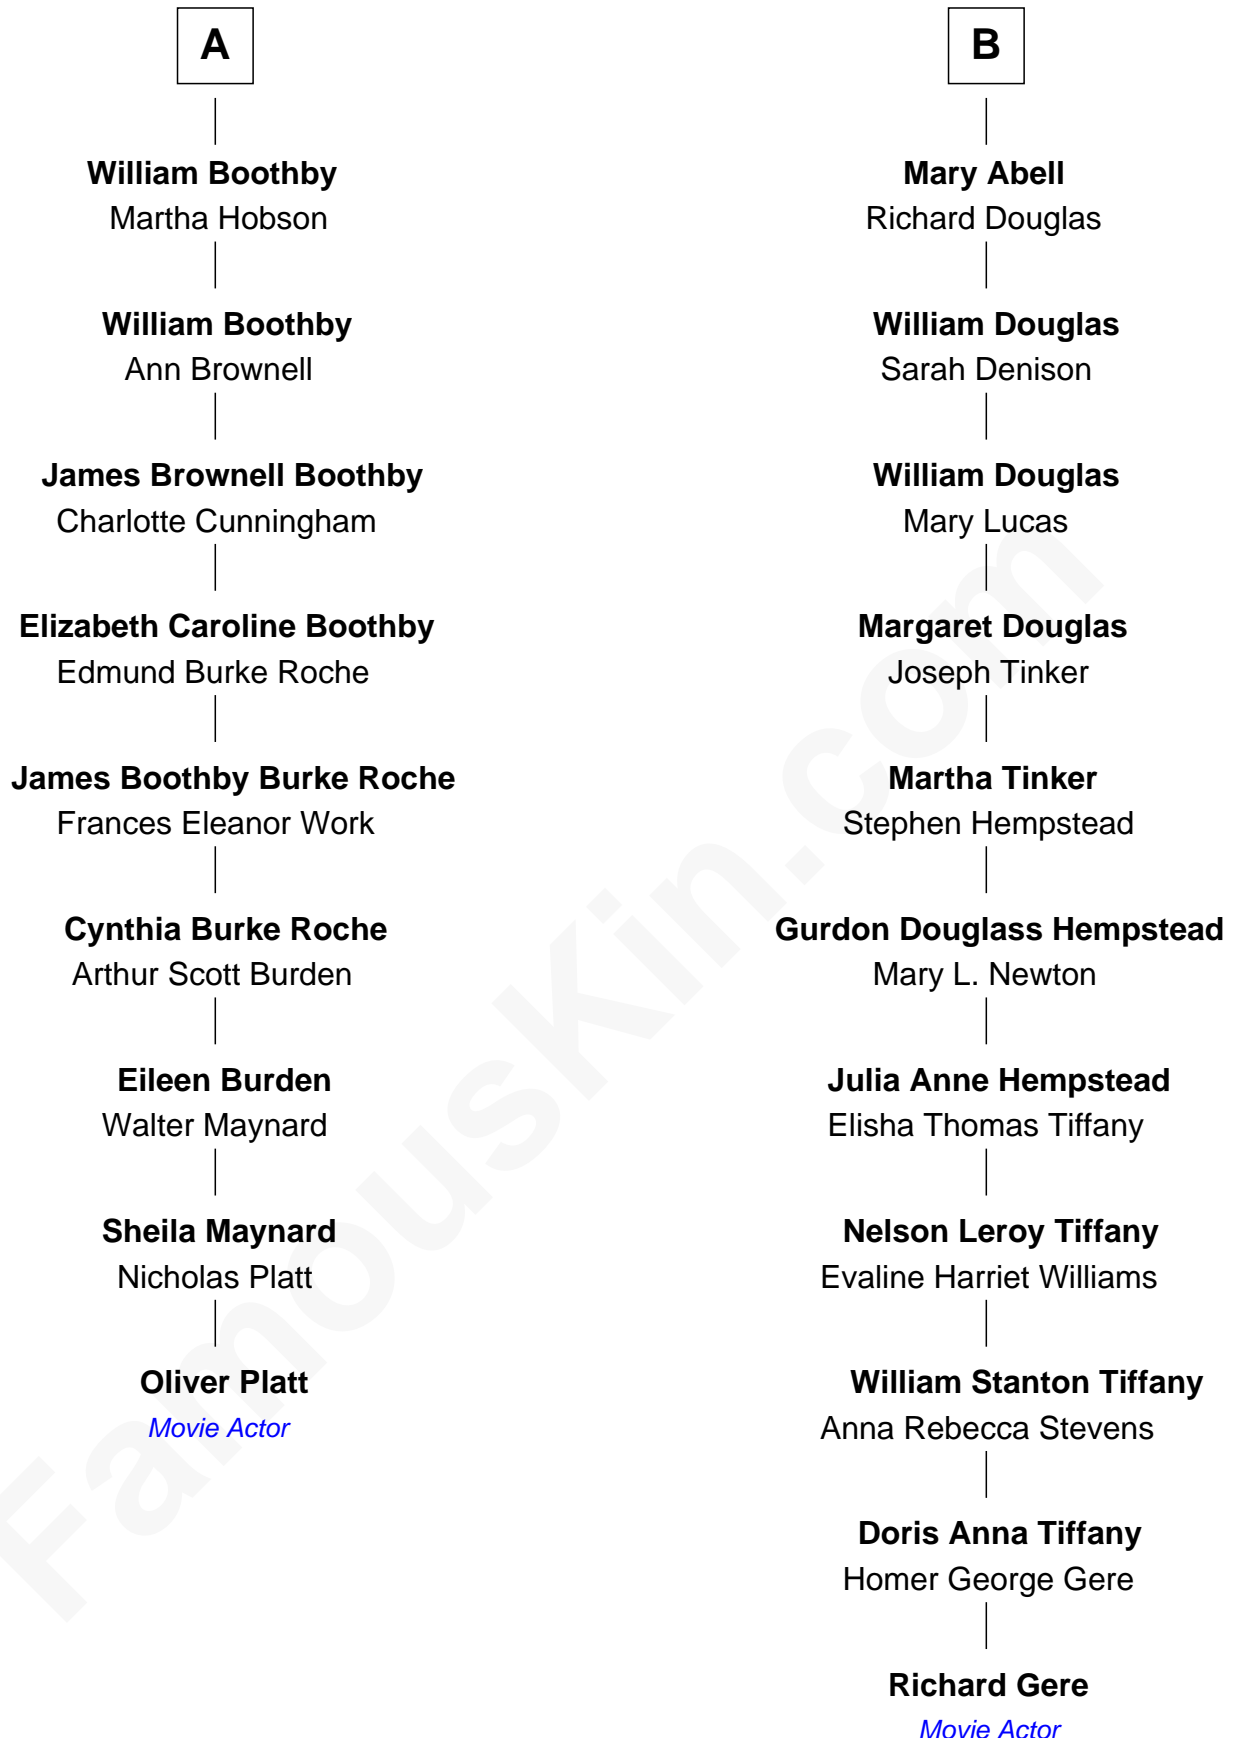 A
William Boothby
Martha Hobson
William Boothby
Ann Brownell
James Brownell Boothby
Charlotte Cunningham
Elizabeth Caroline Boothby
Edmund Burke Roche
James Boothby Burke Roche
Frances Eleanor Work
Cynthia Burke Roche
Arthur Scott Burden
Eileen Burden
Walter Maynard
Sheila Maynard
Nicholas Platt
Oliver Platt
Movie Actor
B
Mary Abell
Richard Douglas
William Douglas
Sarah Denison
William Douglas
Mary Lucas
Margaret Douglas
Joseph Tinker
Martha Tinker
Stephen Hempstead
Gurdon Douglass Hempstead
Mary L. Newton
Julia Anne Hempstead
Elisha Thomas Tiffany
Nelson Leroy Tiffany
Evaline Harriet Williams
William Stanton Tiffany
Anna Rebecca Stevens
Doris Anna Tiffany
Homer George Gere
Richard Gere
Movie Actor
FamousKin.com